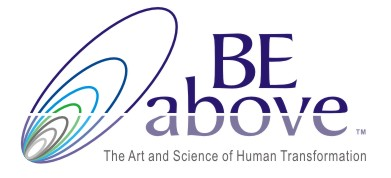 BE
above™
The Art and Science of Human Transformation